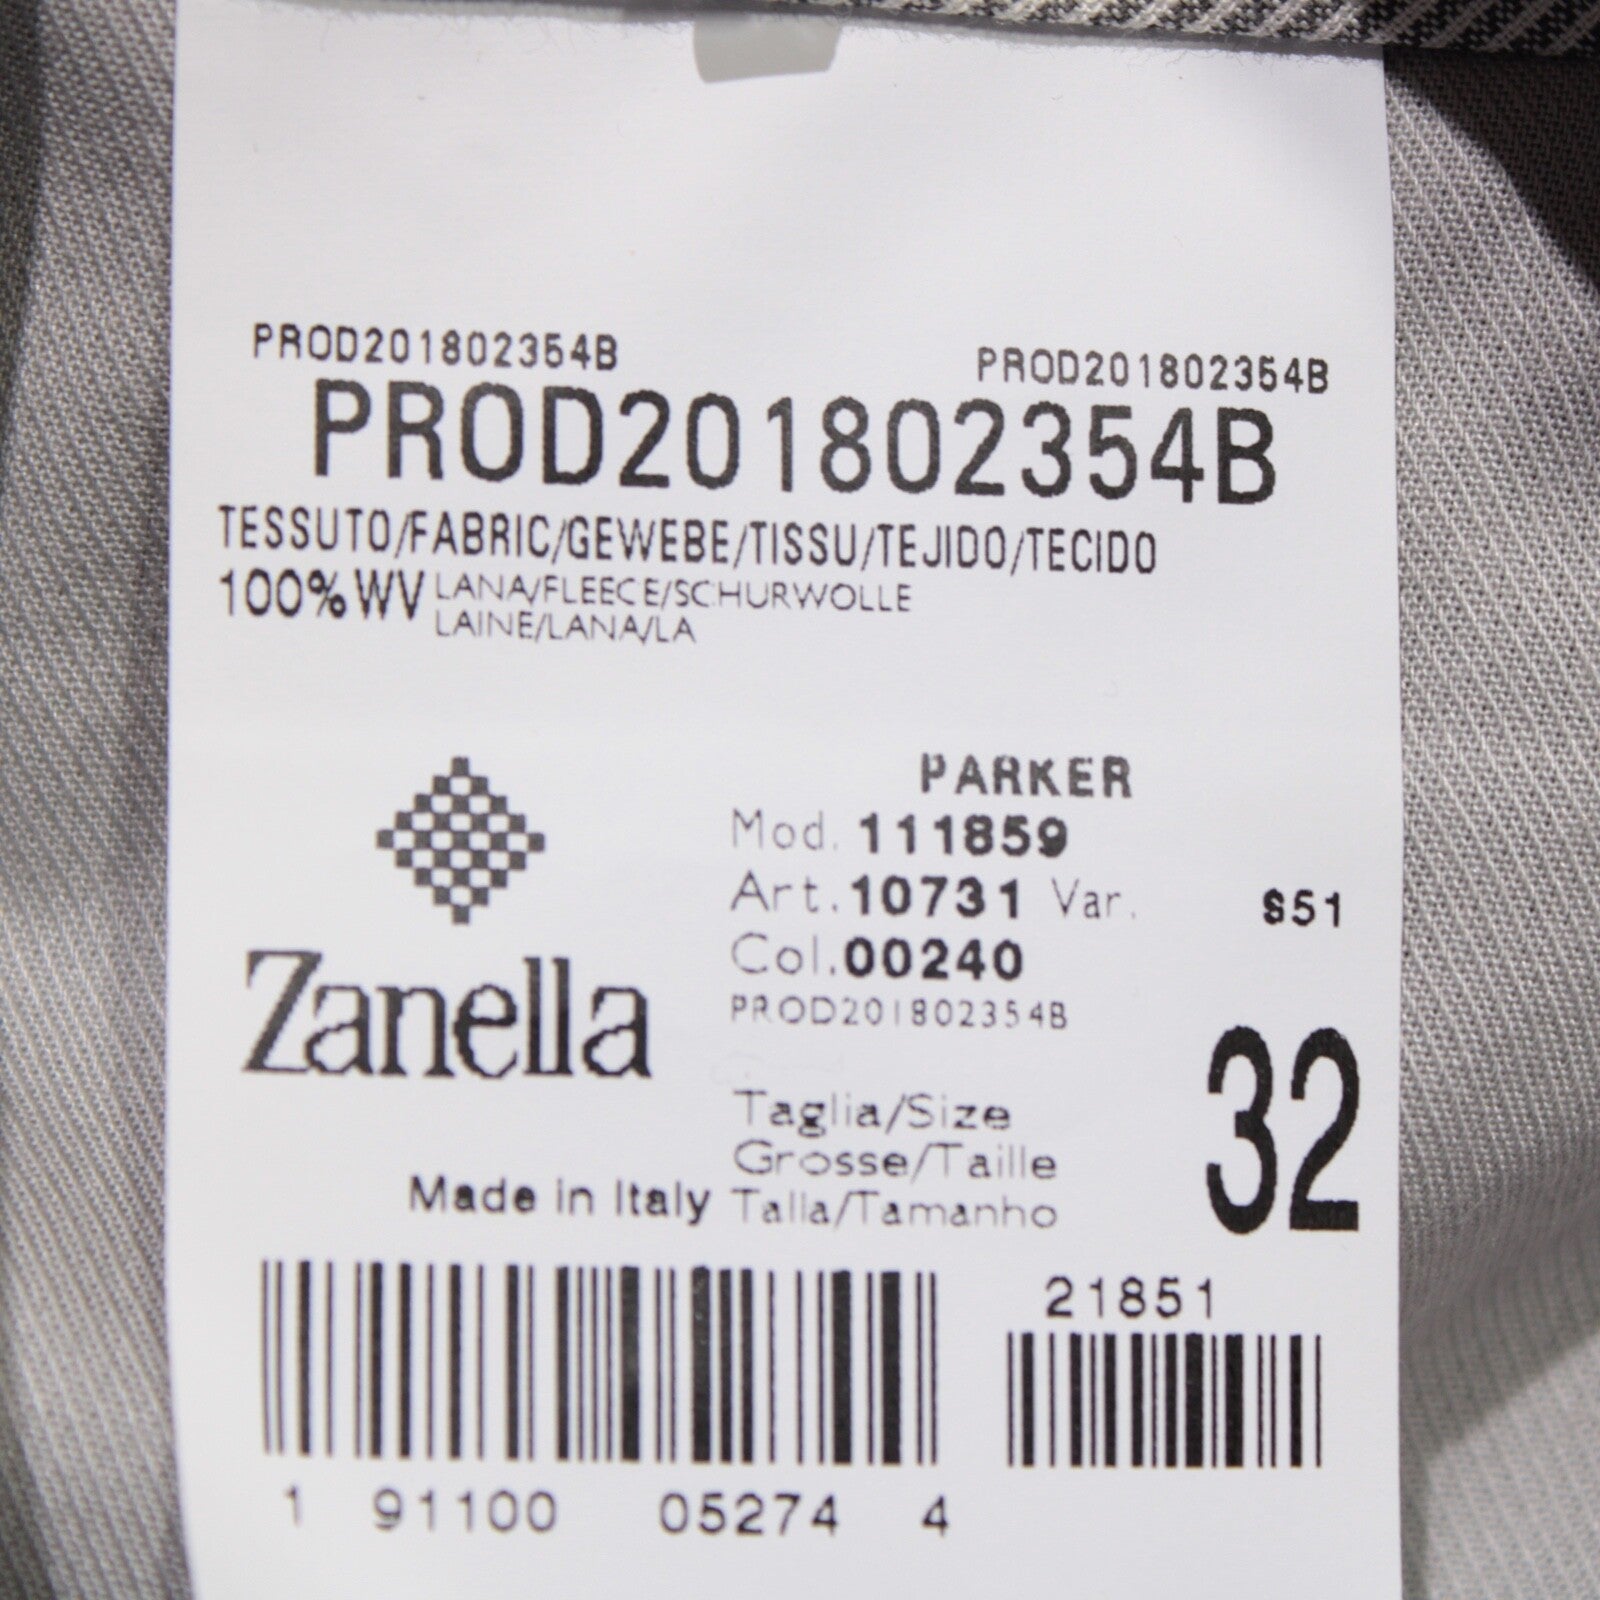 PROD201802354B PROD201802354B
PROD201802354B
TESSUTO/FABRIC/GEWEBE/TISSU/TEJIDO/TECIDO
100% WV LANA/FLEECE/SCHURWOLLE
LAINE/LANA/LA
PARKER
Mod. 111859
Art. 10731 Var. S51
Col. 00240
PROD201802354B
Zanella
32
Taglia/Size
Grosse/Taille
Made in Italy Talla/Tamanho
21851
1 91100 05274 4